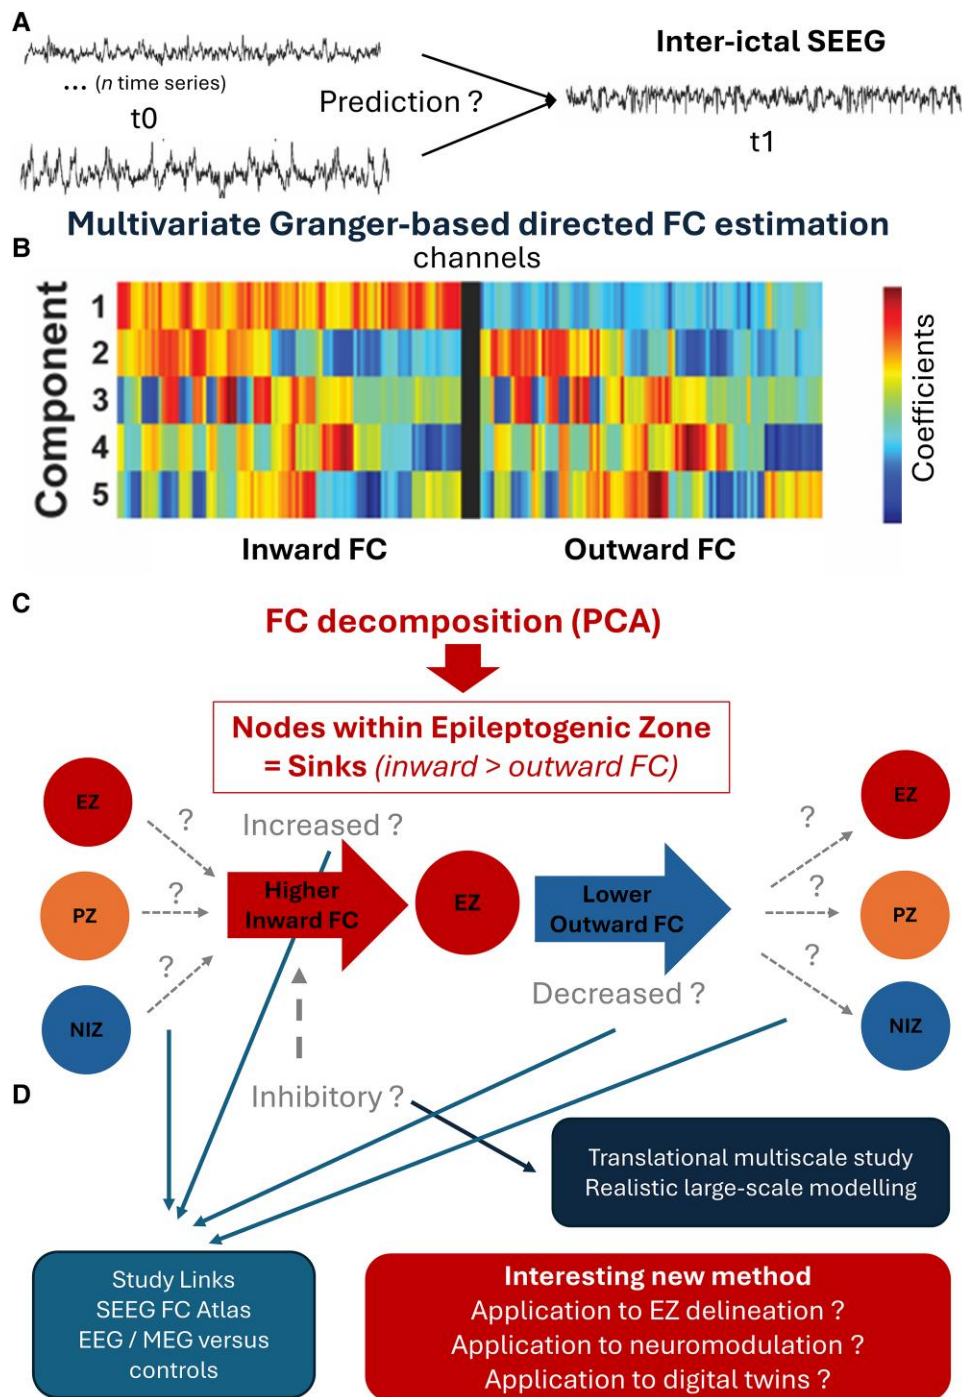 A
Inter-ictal SEEG
... (n time series)
Prediction ?
t0
t1
Multivariate Granger-based directed FC estimation
B
channels
Component
1
2
3
4
5
Coefficients
Inward FC
Outward FC
C
FC decomposition (PCA)
Nodes within Epileptogenic Zone
= Sinks (inward > outward FC)
EZ
PZ
NIZ
?
?
?
Increased ?
Higher
Inward FC
EZ
Lower
Outward FC
Decreased ?
?
?
?
EZ
PZ
NIZ
D
Inhibitory ?
Translational multiscale study
Realistic large-scale modelling
Study Links
SEEG FC Atlas
EEG / MEG versus
controls
Interesting new method
Application to EZ delineation ?
Application to neuromodulation ?
Application to digital twins ?